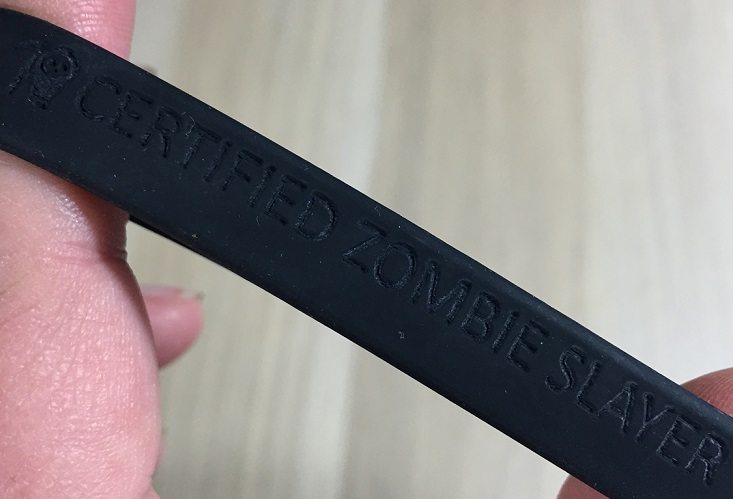 CERTIFIED ZOMBIE SLAYER